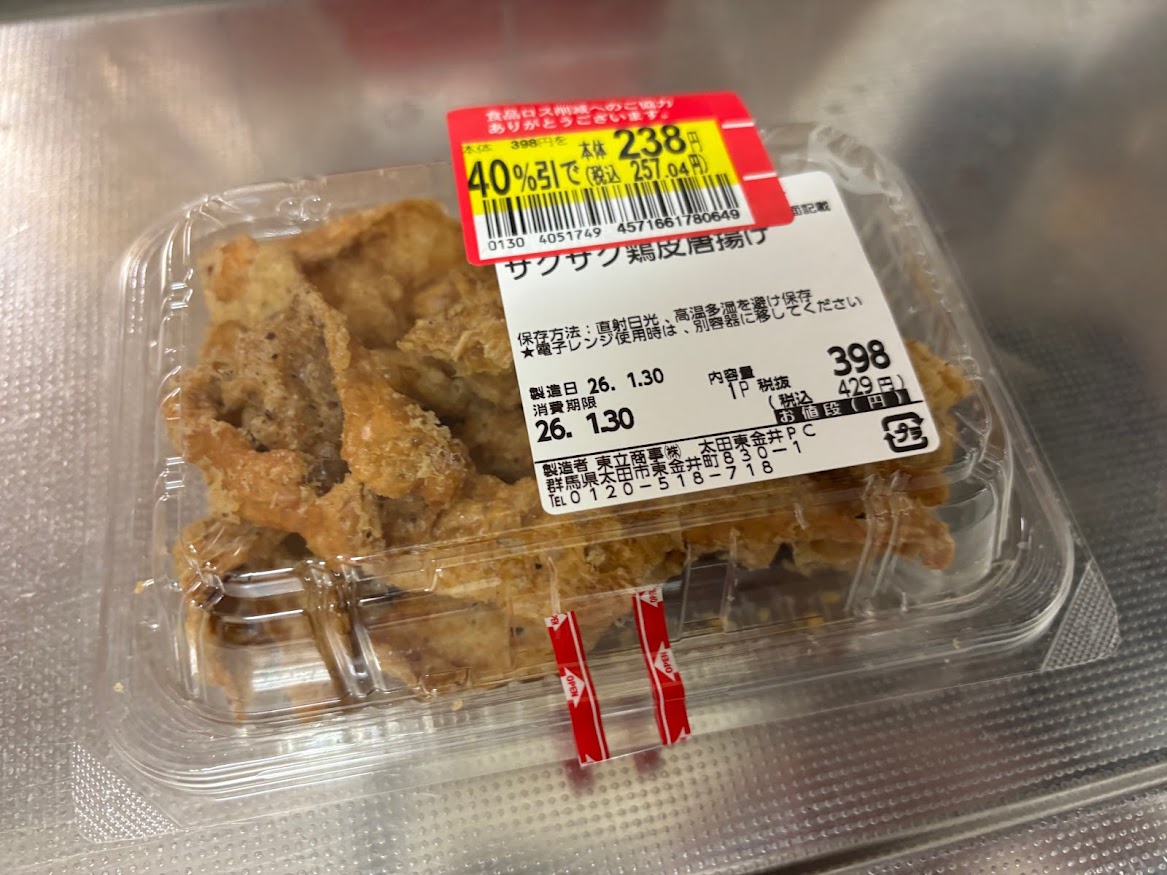 食品ロス削減へのご協力
ありがとうございます。
本体 398円を
40%引で 本体 238円
(税込 257.04円)
0130 4051749 4571661780649
面記載
サクサク鶏皮唐揚げ
保存方法:直射日光、高温多湿を避け保存
★電子レンジ使用時は、別容器に移してください
製造日 26. 1.30
消費期限
26. 1.30
内容量
1P
税抜 398
(税込 429円)
お値段(円)
プラ
製造者 東立商事㈱ 太田東金井PC
群馬県太田市東金井町830-1
TEL0120-518-718
OPEN
OPEN